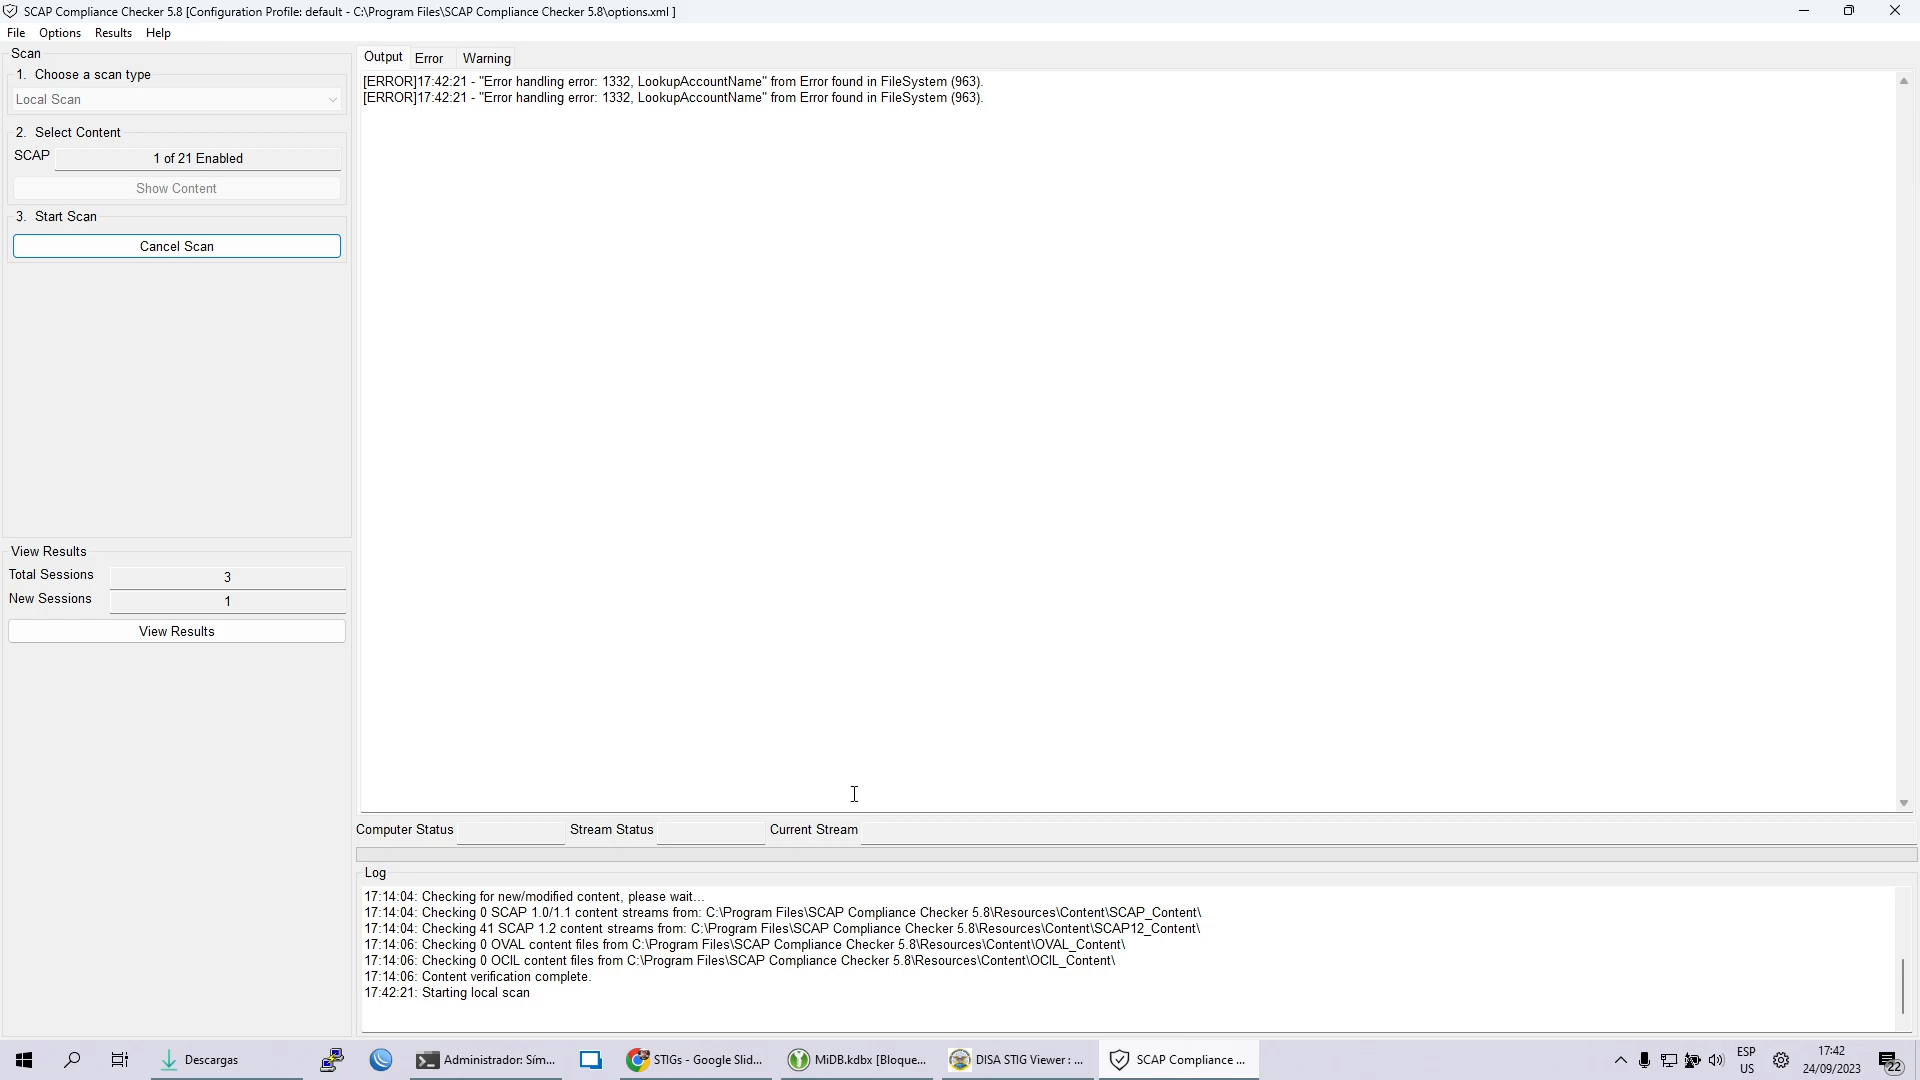 SCAP Compliance Checker 5.8 [Configuration Profile: default - C:\Program Files\SCAP Compliance Checker 5.8\options.xml ]
File Options Results Help
Scan
1. Choose a scan type
Local Scan
2. Select Content
SCAP 1 of 21 Enabled
Show Content
3. Start Scan
Cancel Scan
View Results
Total Sessions 3
New Sessions 1
View Results
Output Error Warning
[ERROR]17:42:21 - "Error handling error: 1332, LookupAccountName" from Error found in FileSystem (963).
[ERROR]17:42:21 - "Error handling error: 1332, LookupAccountName" from Error found in FileSystem (963).
Computer Status Stream Status Current Stream
Log
17:14:04: Checking for new/modified content, please wait...
17:14:04: Checking 0 SCAP 1.0/1.1 content streams from: C:\Program Files\SCAP Compliance Checker 5.8\Resources\Content\SCAP_Content\
17:14:04: Checking 41 SCAP 1.2 content streams from: C:\Program Files\SCAP Compliance Checker 5.8\Resources\Content\SCAP12_Content\
17:14:06: Checking 0 OVAL content files from C:\Program Files\SCAP Compliance Checker 5.8\Resources\Content\OVAL_Content\
17:14:06: Checking 0 OCIL content files from C:\Program Files\SCAP Compliance Checker 5.8\Resources\Content\OCIL_Content\
17:14:06: Content verification complete.
17:42:21: Starting local scan
Descargas
Administrador: Sím...
STIGs - Google Slid...
MiDB.kdbx [Bloque...
DISA STIG Viewer : ...
SCAP Compliance ...
ESP
US
17:42
24/09/2023
22